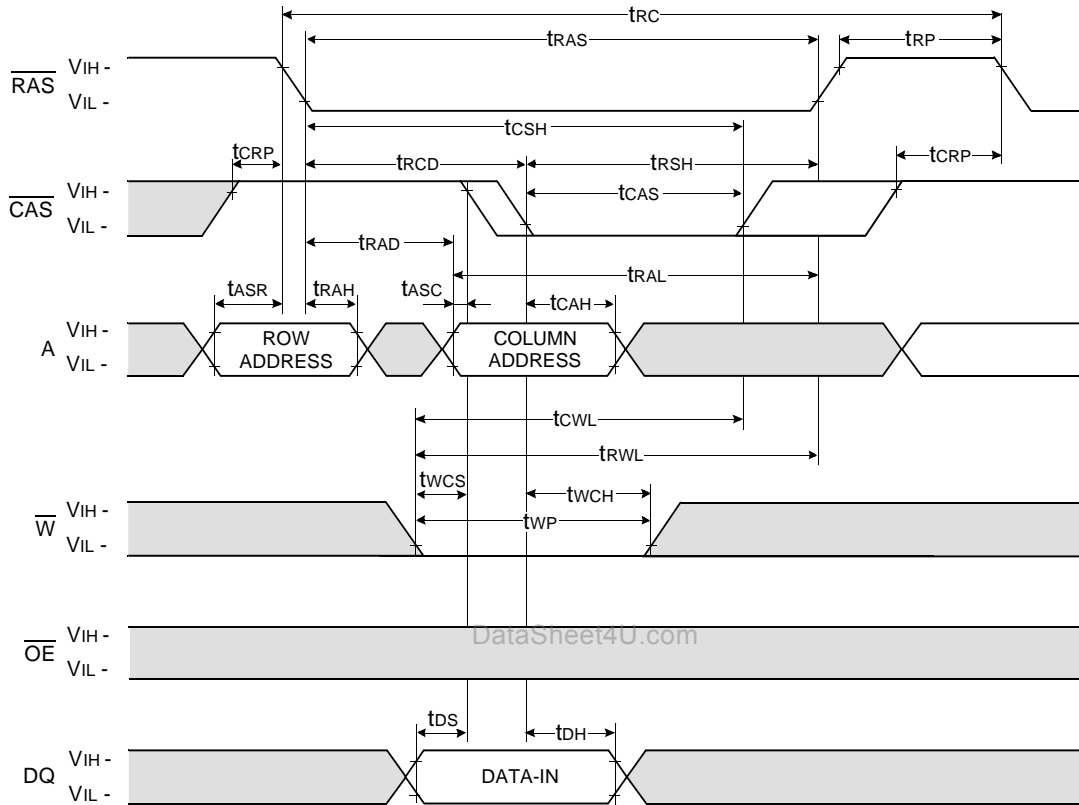 tRC
tRAS
tRP
RAS
VIH -
VIL -
tCSH
tCRP
tRCD
tRSH
tCRP
CAS
VIH -
VIL -
tCAS
tRAD
tRAL
tASR
tRAH
tASC
tCAH
A
VIH -
VIL -
ROW
ADDRESS
COLUMN
ADDRESS
tCWL
tRWL
tWCS
tWCH
W
VIH -
VIL -
tWP
OE
VIH -
VIL -
DataSheet4U.com
tDS
tDH
DQ
VIH -
VIL -
DATA-IN